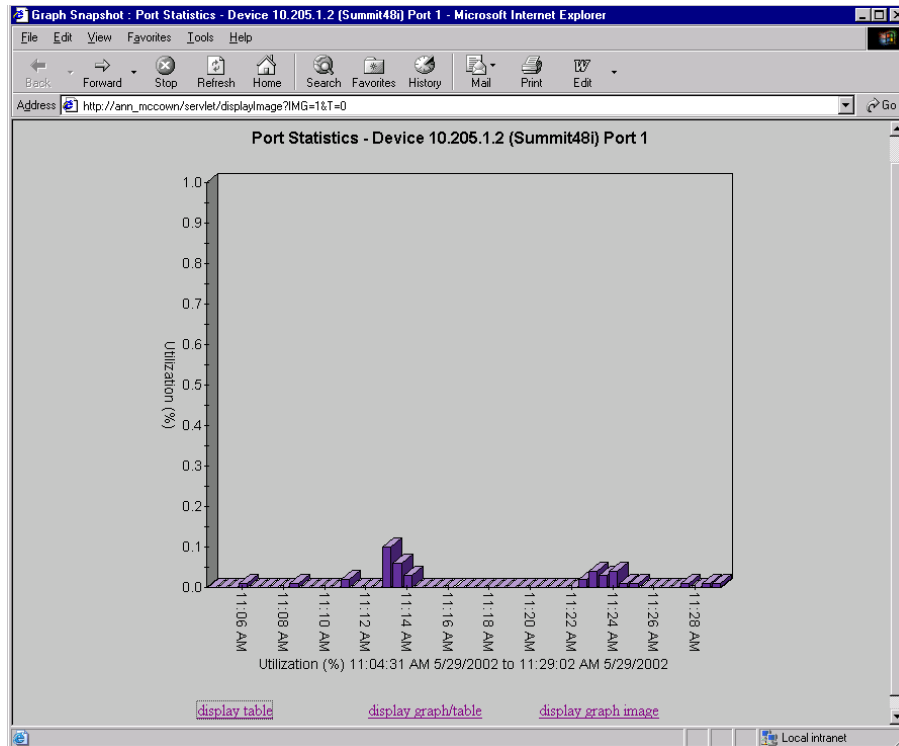 Graph Snapshot : Port Statistics - Device 10.205.1.2 (Summit48i) Port 1 - Microsoft Internet Explorer
File Edit View Favorites Tools Help
Back Forward Stop Refresh Home Search Favorites History Mail Print Edit
Address http://ann_mccown/servlet/displayImage?IMG=1&T=0 Go
Port Statistics - Device 10.205.1.2 (Summit48i) Port 1
1.0
0.9
0.8
0.7
0.6
0.5
0.4
0.3
0.2
0.1
0.0
Utilization (%)
11:06 AM
11:08 AM
11:10 AM
11:12 AM
11:14 AM
11:16 AM
11:18 AM
11:20 AM
11:22 AM
11:24 AM
11:26 AM
11:28 AM
Utilization (%) 11:04:31 AM 5/29/2002 to 11:29:02 AM 5/29/2002
display table display graph/table display graph image
Local intranet